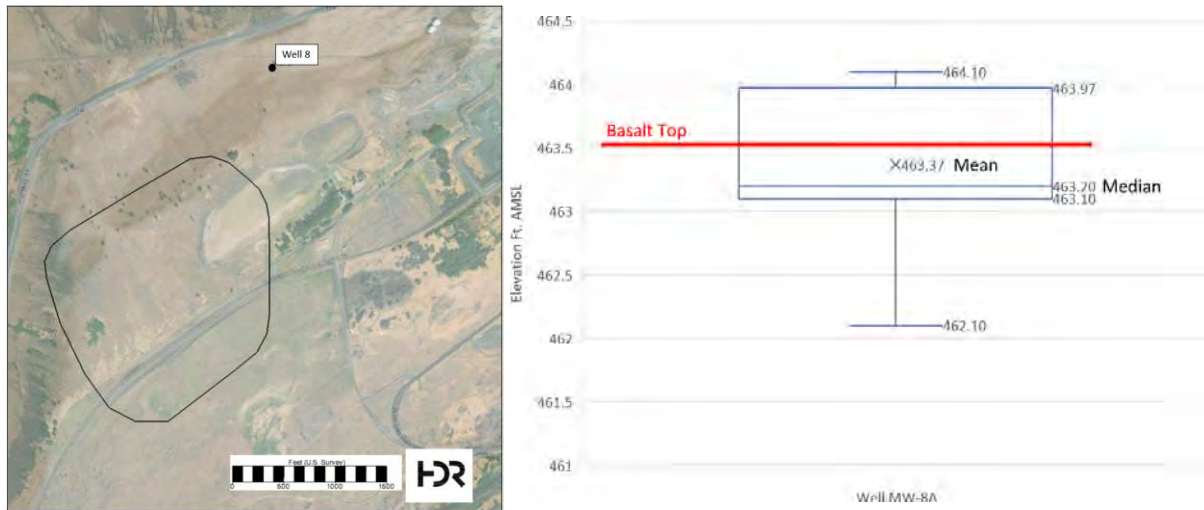 Well 8
Feet (U.S. Survey)
0 500 1000 1500
HDR
464.5
464
463.5
463
462.5
462
461.5
461
Elevation Ft. AMSL
464.10
463.97
Basalt Top
463.37 Mean
463.20 Median
463.10
462.10
Well MW-8A